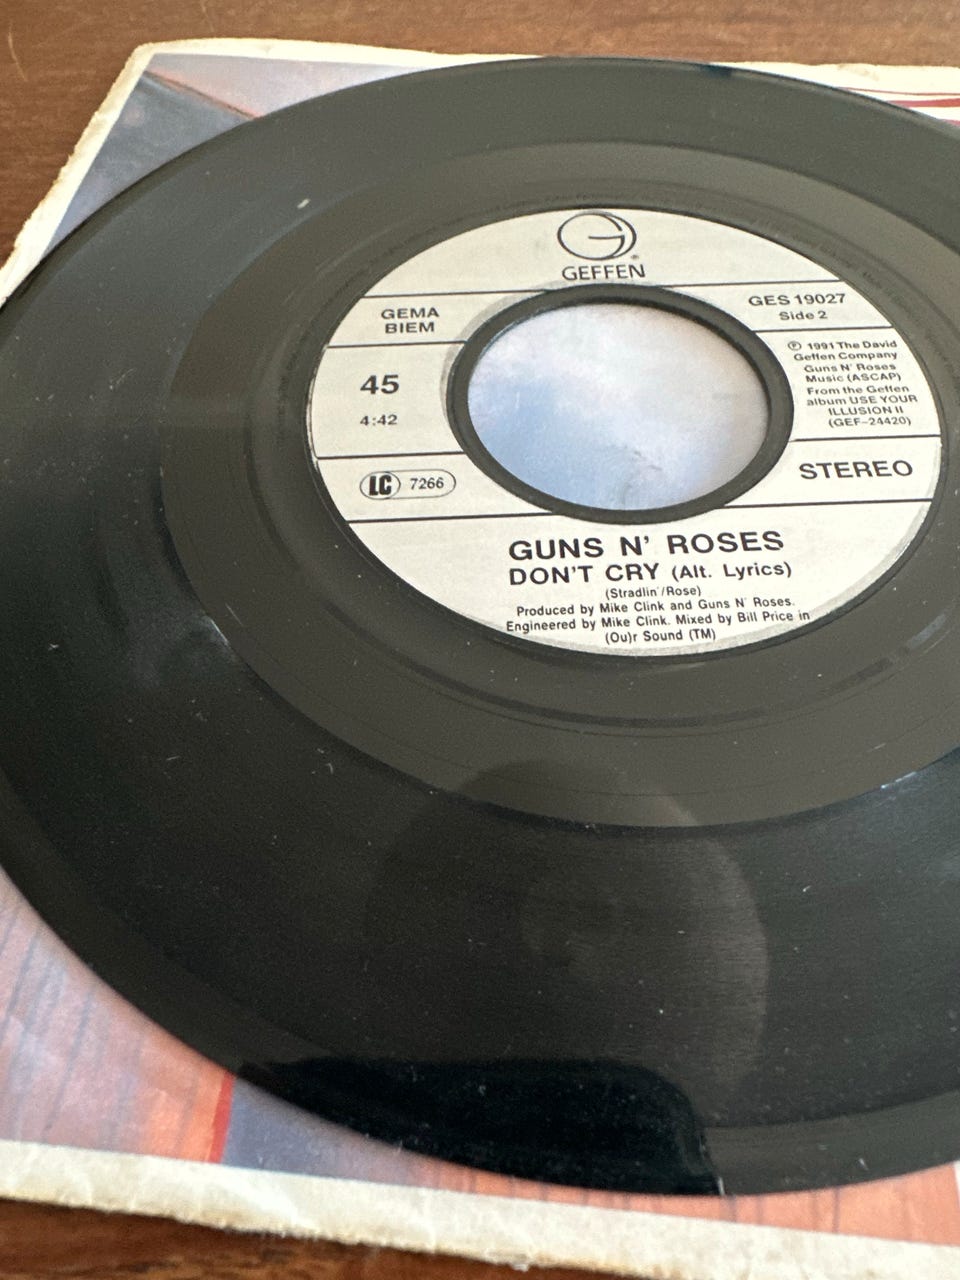 GEFFEN
GEMA
BIEM
GES 19027
Side 2
45
4:42
LC 7266
℗ 1991 The David
Geffen Company
Guns N' Roses
Music (ASCAP)
From the Geffen
album USE YOUR
ILLUSION II
(GEF-24420)
STEREO
GUNS N' ROSES
DON'T CRY (Alt. Lyrics)
(Stradlin'/Rose)
Produced by Mike Clink and Guns N' Roses.
Engineered by Mike Clink. Mixed by Bill Price in
(Ou)r Sound (TM)